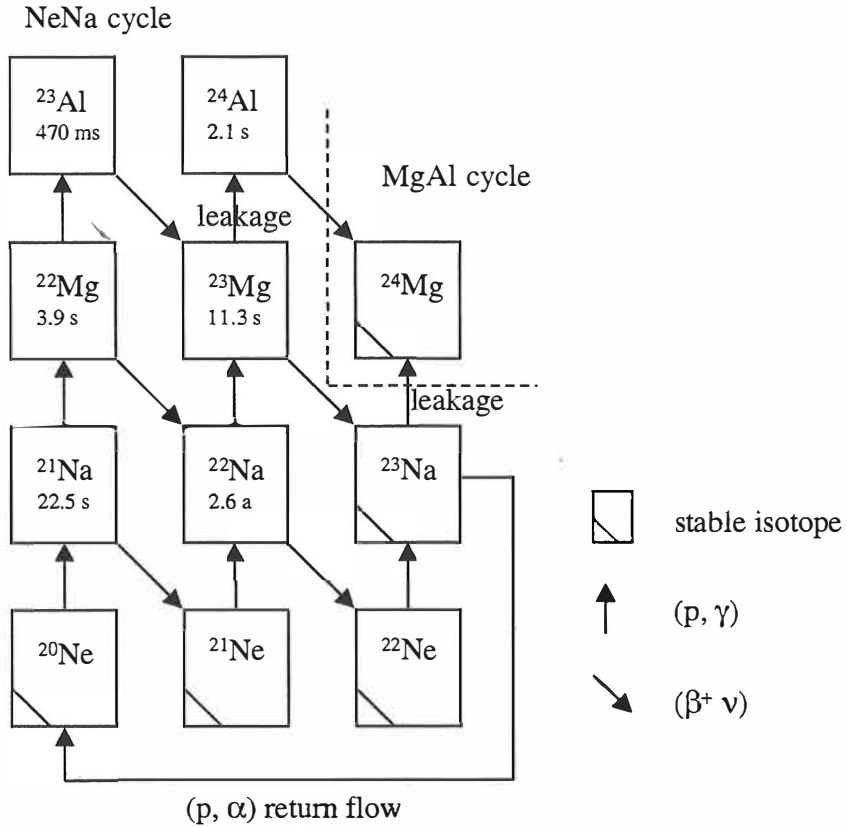 NeNa cycle
²³Al
470 ms
²⁴Al
2.1 s
MgAl cycle
leakage
²²Mg
3.9 s
²³Mg
11.3 s
²⁴Mg
leakage
²¹Na
22.5 s
²²Na
2.6 a
²³Na
stable isotope
(p, γ)
²⁰Ne
²¹Ne
²²Ne
(β⁺ ν)
(p, α) return flow